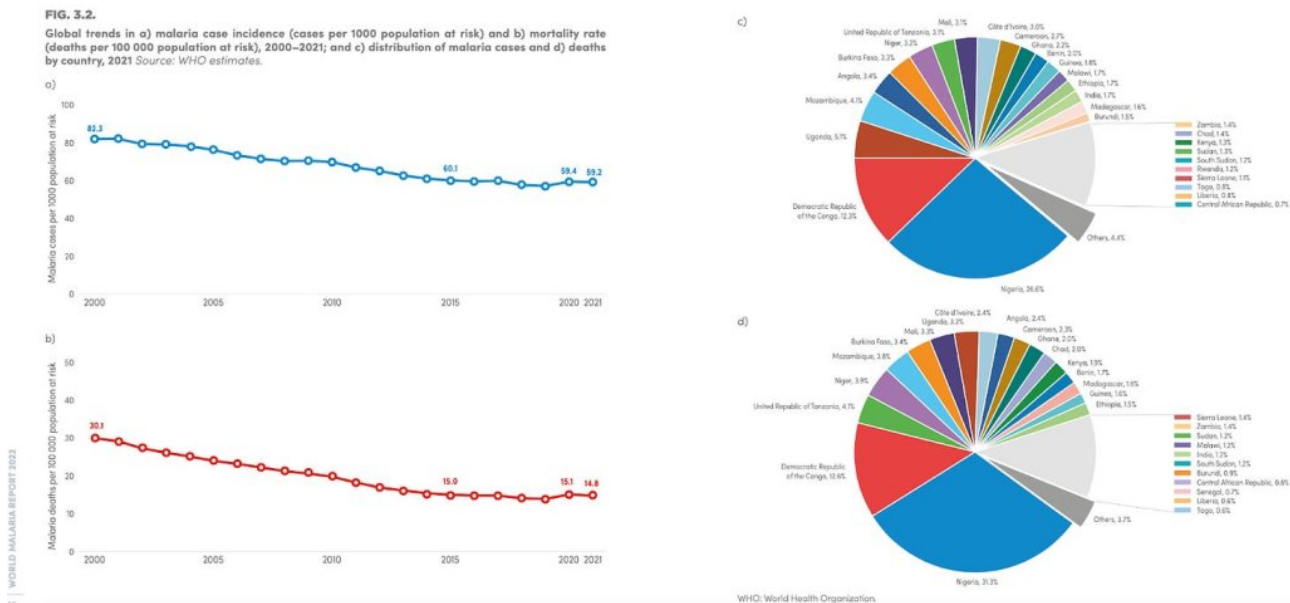 FIG. 3.2.
Global trends in a) malaria case incidence (cases per 1000 population at risk) and b) mortality rate
(deaths per 100 000 population at risk), 2000–2021; and c) distribution of malaria cases and d) deaths
by country, 2021 Source: WHO estimates.
a)
Malaria cases per 1000 population at risk
100
80
60
40
20
0
82.3
60.1
59.4
59.2
2000
2005
2010
2015
2020
2021
b)
Malaria deaths per 100 000 population at risk
50
40
30
20
10
0
30.1
15.0
15.1
14.8
2000
2005
2010
2015
2020
2021
WORLD MALARIA REPORT 2022
c)
Mali, 3.1%
United Republic of Tanzania, 3.1%
Niger, 3.2%
Burkina Faso, 3.3%
Angola, 3.4%
Mozambique, 4.1%
Uganda, 5.1%
Democratic Republic
of the Congo, 12.3%
Nigeria, 26.6%
Côte d'Ivoire, 3.0%
Cameroon, 2.7%
Ghana, 2.2%
Benin, 2.0%
Guinea, 1.8%
Malawi, 1.7%
Ethiopia, 1.7%
India, 1.7%
Madagascar, 1.6%
Burundi, 1.5%
Zambia, 1.4%
Chad, 1.4%
Kenya, 1.3%
Sudan, 1.3%
South Sudan, 1.2%
Rwanda, 1.2%
Sierra Leone, 1.1%
Togo, 0.8%
Liberia, 0.8%
Central African Republic, 0.7%
Others, 4.4%
d)
Côte d'Ivoire, 2.4%
Uganda, 3.2%
Mali, 3.3%
Burkina Faso, 3.4%
Mozambique, 3.8%
Niger, 3.9%
United Republic of Tanzania, 4.1%
Democratic Republic
of the Congo, 12.6%
Nigeria, 31.3%
Angola, 2.4%
Cameroon, 2.3%
Ghana, 2.0%
Chad, 2.0%
Kenya, 1.9%
Benin, 1.7%
Madagascar, 1.6%
Guinea, 1.6%
Ethiopia, 1.5%
Sierra Leone, 1.4%
Zambia, 1.4%
Sudan, 1.2%
Malawi, 1.2%
India, 1.2%
South Sudan, 1.2%
Burundi, 0.9%
Central African Republic, 0.8%
Senegal, 0.7%
Liberia, 0.6%
Togo, 0.6%
Others, 3.7%
WHO: World Health Organization.